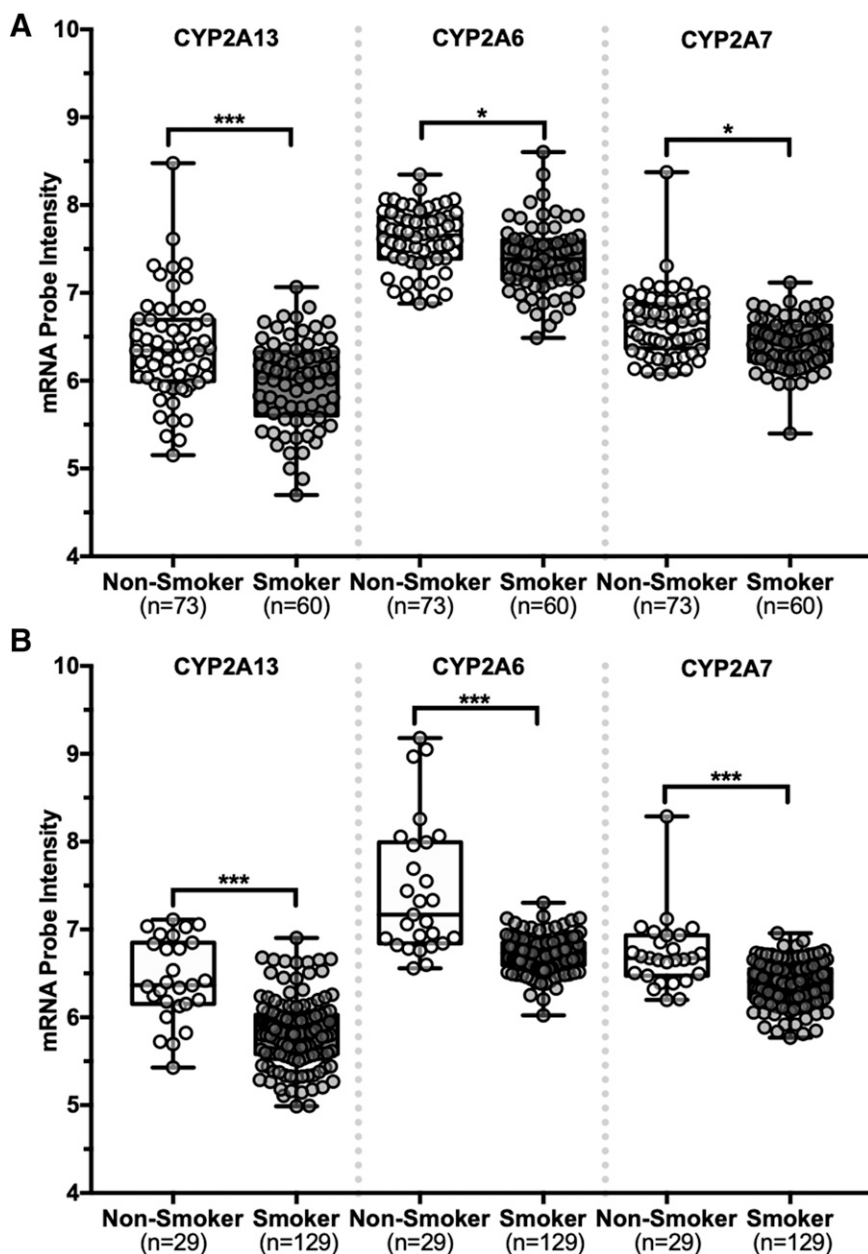 A
CYP2A13 CYP2A6 CYP2A7
mRNA Probe Intensity
10
9
8
7
6
5
4
***
*
*
Non-Smoker Smoker Non-Smoker Smoker Non-Smoker Smoker
(n=73) (n=60) (n=73) (n=60) (n=73) (n=60)
B
CYP2A13 CYP2A6 CYP2A7
mRNA Probe Intensity
10
9
8
7
6
5
4
***
***
***
Non-Smoker Smoker Non-Smoker Smoker Non-Smoker Smoker
(n=29) (n=129) (n=29) (n=129) (n=29) (n=129)